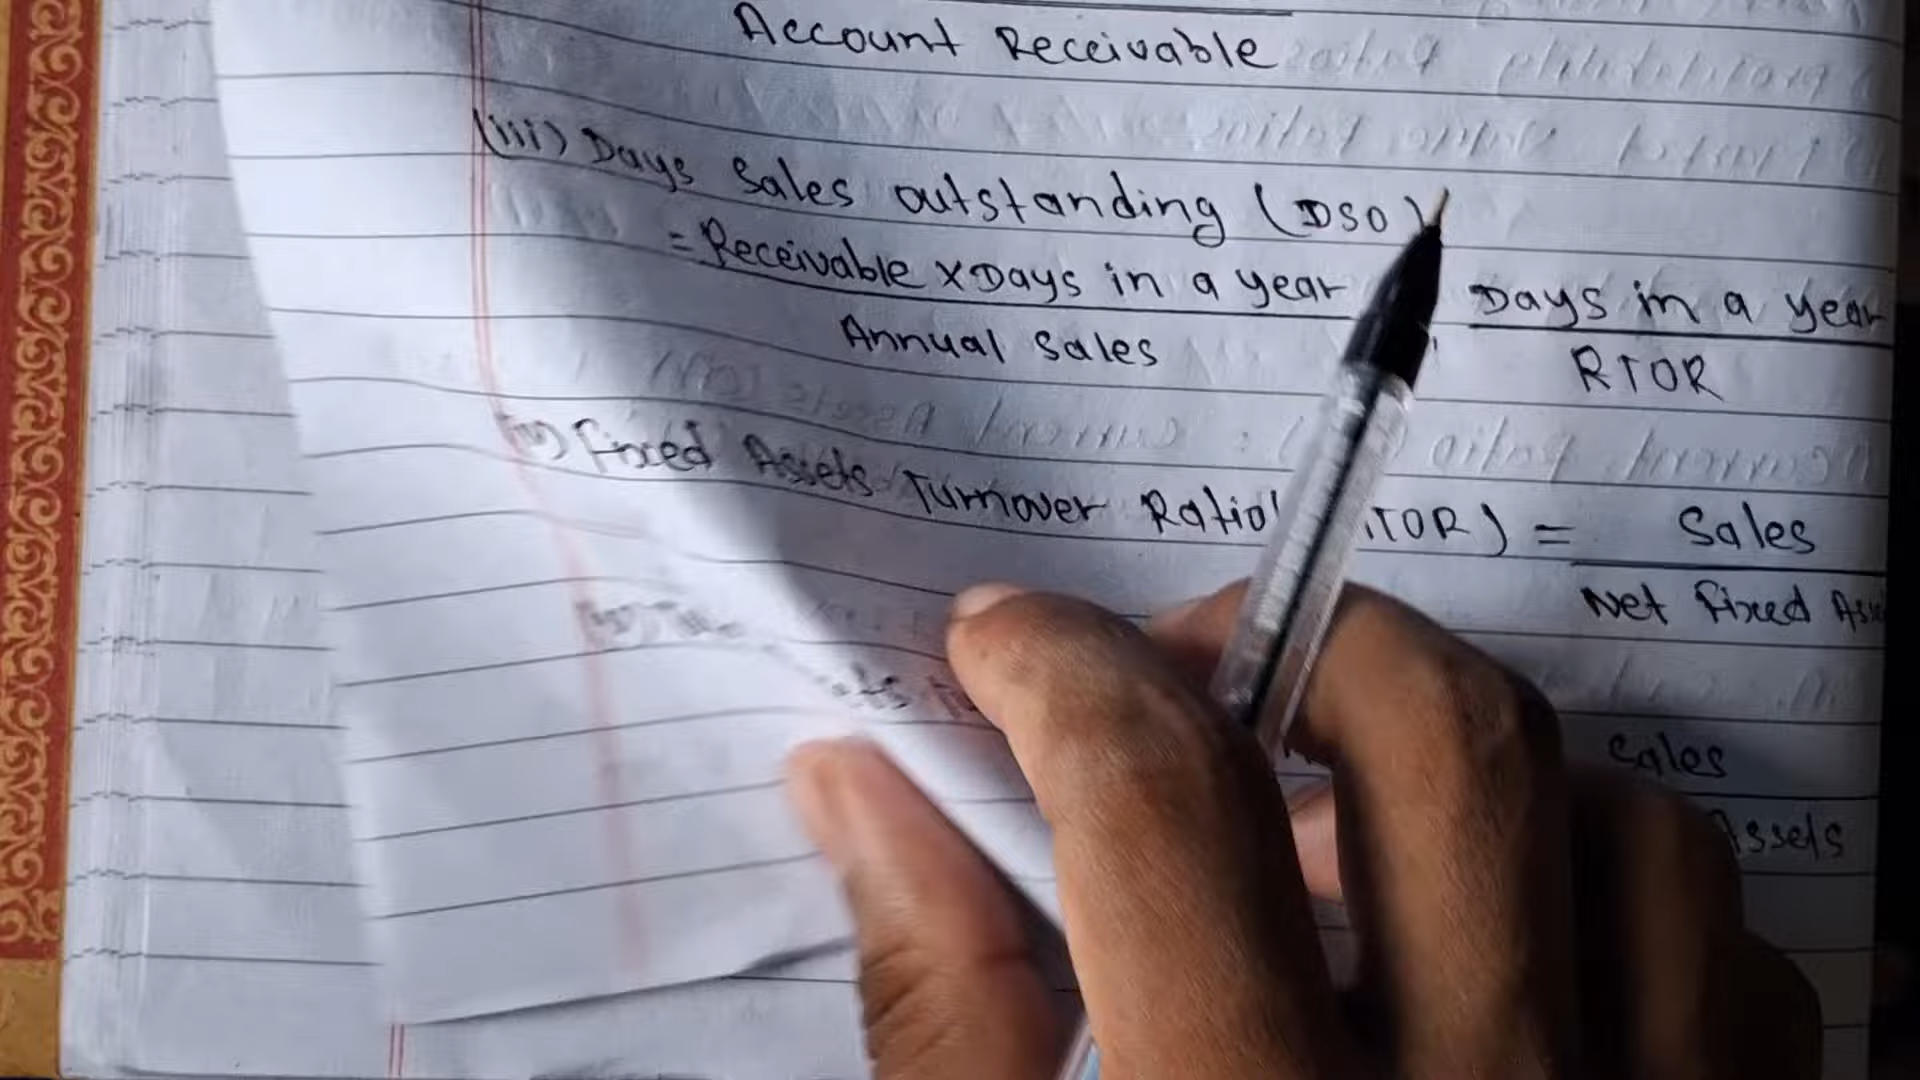 Account Receivable
(iii) Days Sales outstanding (DSO)
= Receivable x Days in a year Days in a year
Annual Sales RTOR
Fixed Assets Turnover Ratio TOR) = Sales
Net Fixed
Sales
Assets